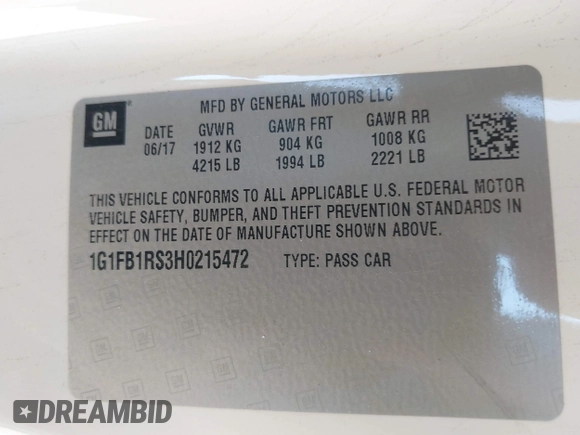 MFD BY GENERAL MOTORS LLC
GM
DATE GVWR GAWR FRT GAWR RR
06/17 1912 KG 904 KG 1008 KG
4215 LB 1994 LB 2221 LB
THIS VEHICLE CONFORMS TO ALL APPLICABLE U.S. FEDERAL MOTOR
VEHICLE SAFETY, BUMPER, AND THEFT PREVENTION STANDARDS IN
EFFECT ON THE DATE OF MANUFACTURE SHOWN ABOVE.
1G1FB1RS3H0215472 TYPE: PASS CAR
DREAMBID